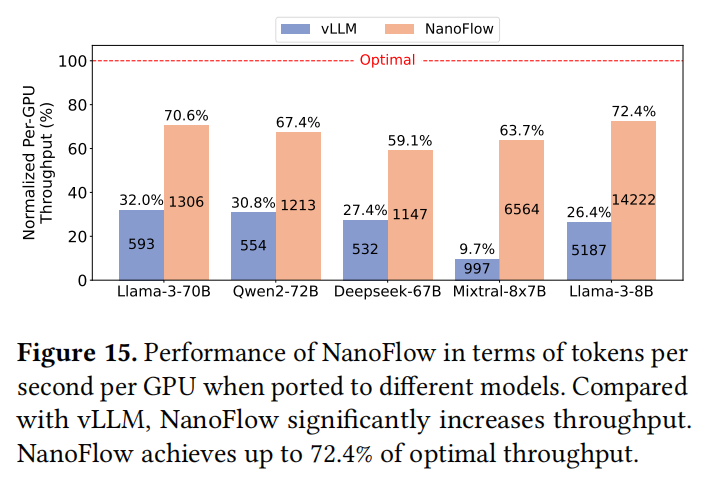 vLLM NanoFlow
Normalized Per-GPU
Throughput (%)
100
80
60
40
20
0
Optimal
32.0% 70.6% 30.8% 67.4% 27.4% 59.1% 9.7% 63.7% 26.4% 72.4%
593 1306 554 1213 532 1147 997 6564 5187 14222
Llama-3-70B Qwen2-72B Deepseek-67B Mixtral-8x7B Llama-3-8B
Figure 15. Performance of NanoFlow in terms of tokens per
second per GPU when ported to different models. Compared
with vLLM, NanoFlow significantly increases throughput.
NanoFlow achieves up to 72.4% of optimal throughput.